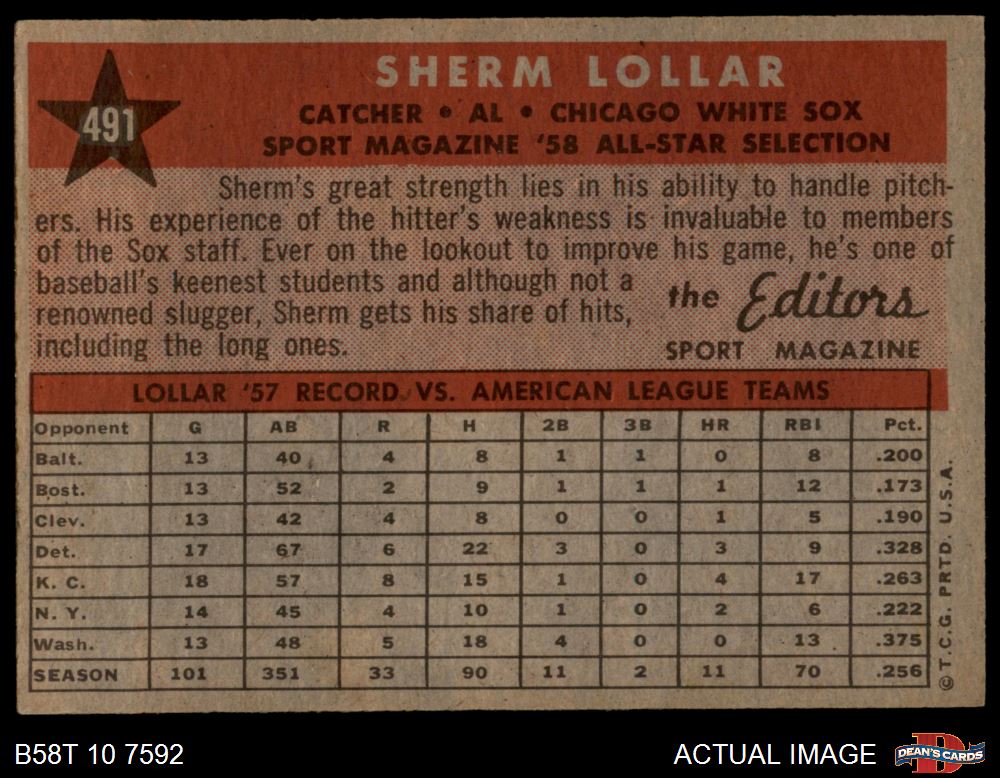 491
SHERM LOLLAR
CATCHER • AL • CHICAGO WHITE SOX
SPORT MAGAZINE '58 ALL-STAR SELECTION
Sherm's great strength lies in his ability to handle pitch-
ers. His experience of the hitter's weakness is invaluable to members
of the Sox staff. Ever on the lookout to improve his game, he's one of
baseball's keenest students and although not a
renowned slugger, Sherm gets his share of hits,
including the long ones.
the Editors
SPORT MAGAZINE
LOLLAR '57 RECORD VS. AMERICAN LEAGUE TEAMS
Opponent G AB R H 2B 3B HR RBI Pct.
Balt. 13 40 4 8 1 1 0 8 .200
Bost. 13 52 2 9 1 1 1 12 .173
Clev. 13 42 4 8 0 0 1 5 .190
Det. 17 67 6 22 3 0 3 9 .328
K. C. 18 57 8 15 1 0 4 17 .263
N. Y. 14 45 4 10 1 0 2 6 .222
Wash. 13 48 5 18 4 0 0 13 .375
SEASON 101 351 33 90 11 2 11 70 .256
© T.C.G. PRTD. U.S.A.
B58T 10 7592
ACTUAL IMAGE
D
DEAN'S CARDS